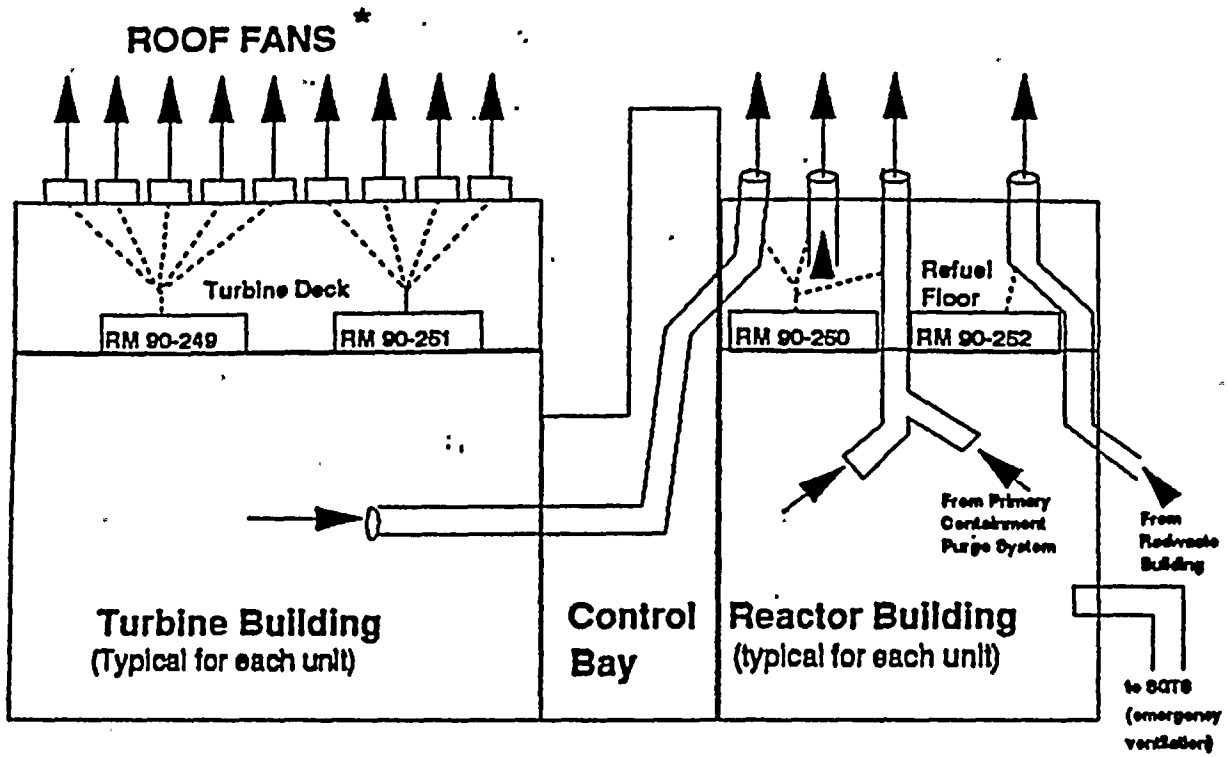 ROOF FANS *
Turbine Deck
RM 90-249
RM 90-251
Refuel
Floor
RM 90-250
RM 90-252
From Primary
Containment
Purge System
From
Radwaste
Building
Turbine Building
(Typical for each unit)
Control
Bay
Reactor Building
(typical for each unit)
to SGTS
(emergency
ventilation)